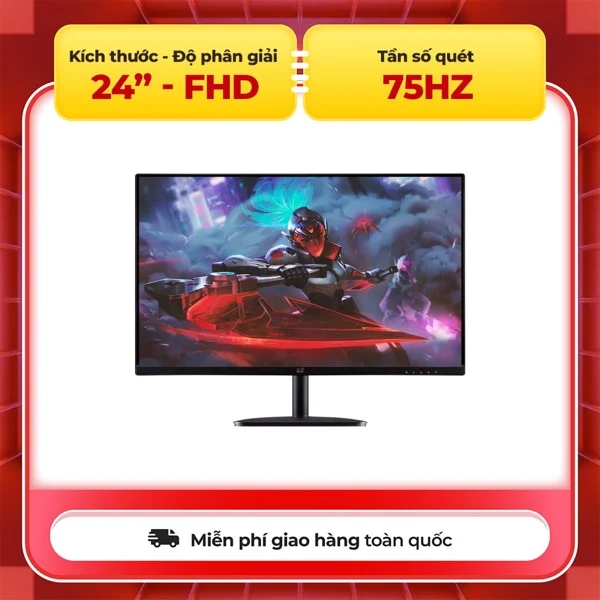 Kích thước - Độ phân giải
24” - FHD
Tần số quét
75HZ
Miễn phí giao hàng toàn quốc